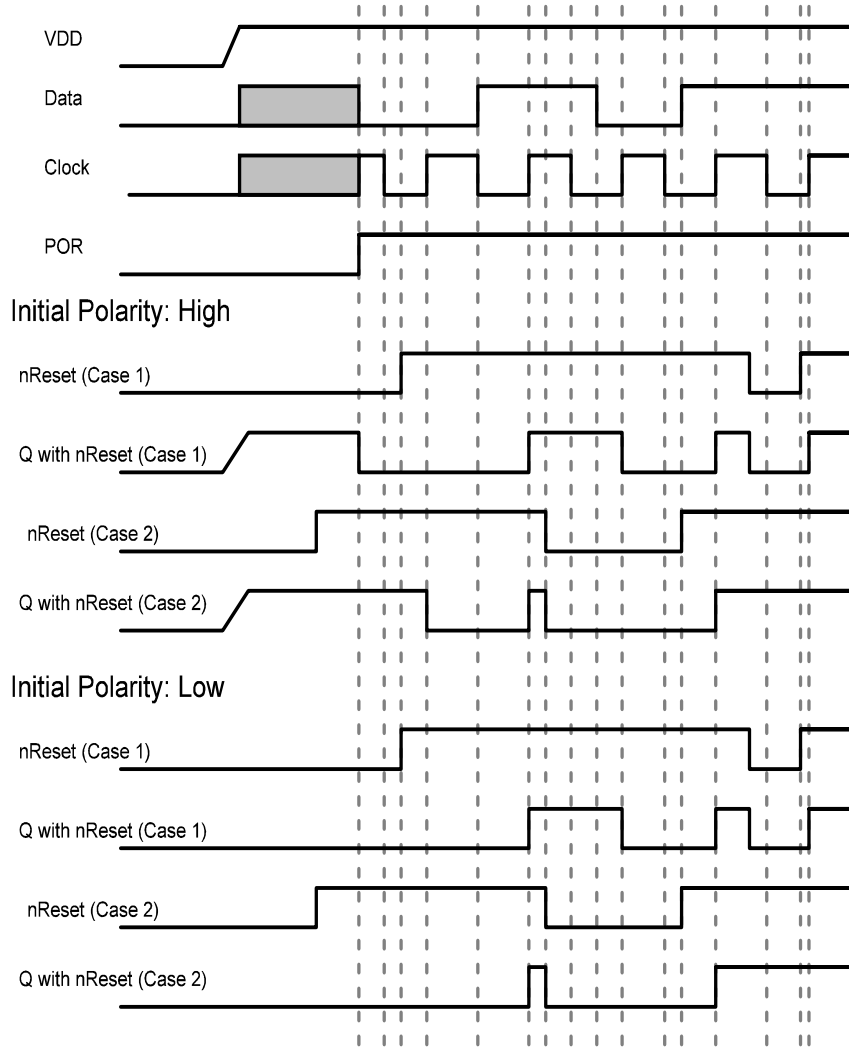 VDD
Data
Clock
POR
Initial Polarity: High
nReset (Case 1)
Q with nReset (Case 1)
nReset (Case 2)
Q with nReset (Case 2)
Initial Polarity: Low
nReset (Case 1)
Q with nReset (Case 1)
nReset (Case 2)
Q with nReset (Case 2)